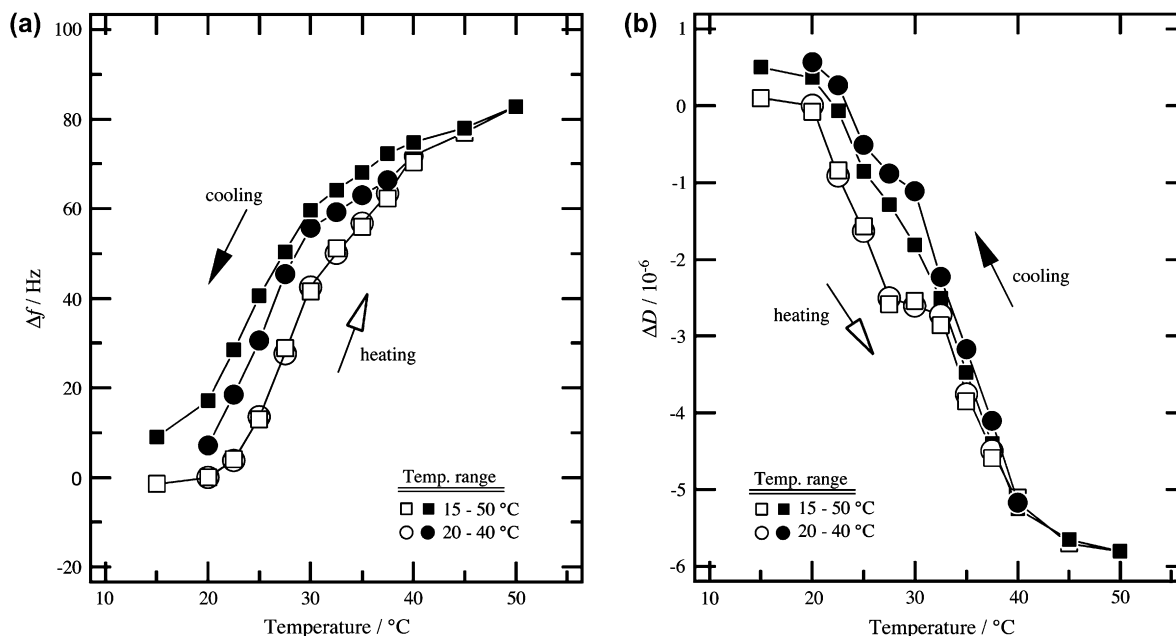 (a)
100
80
60
40
20
0
-20
Δf / Hz
10
20
30
40
50
Temperature / °C
cooling
heating
Temp. range
15 - 50 °C
20 - 40 °C
(b)
1
0
-1
-2
-3
-4
-5
-6
ΔD / 10⁻⁶
10
20
30
40
50
Temperature / °C
heating
cooling
Temp. range
15 - 50 °C
20 - 40 °C